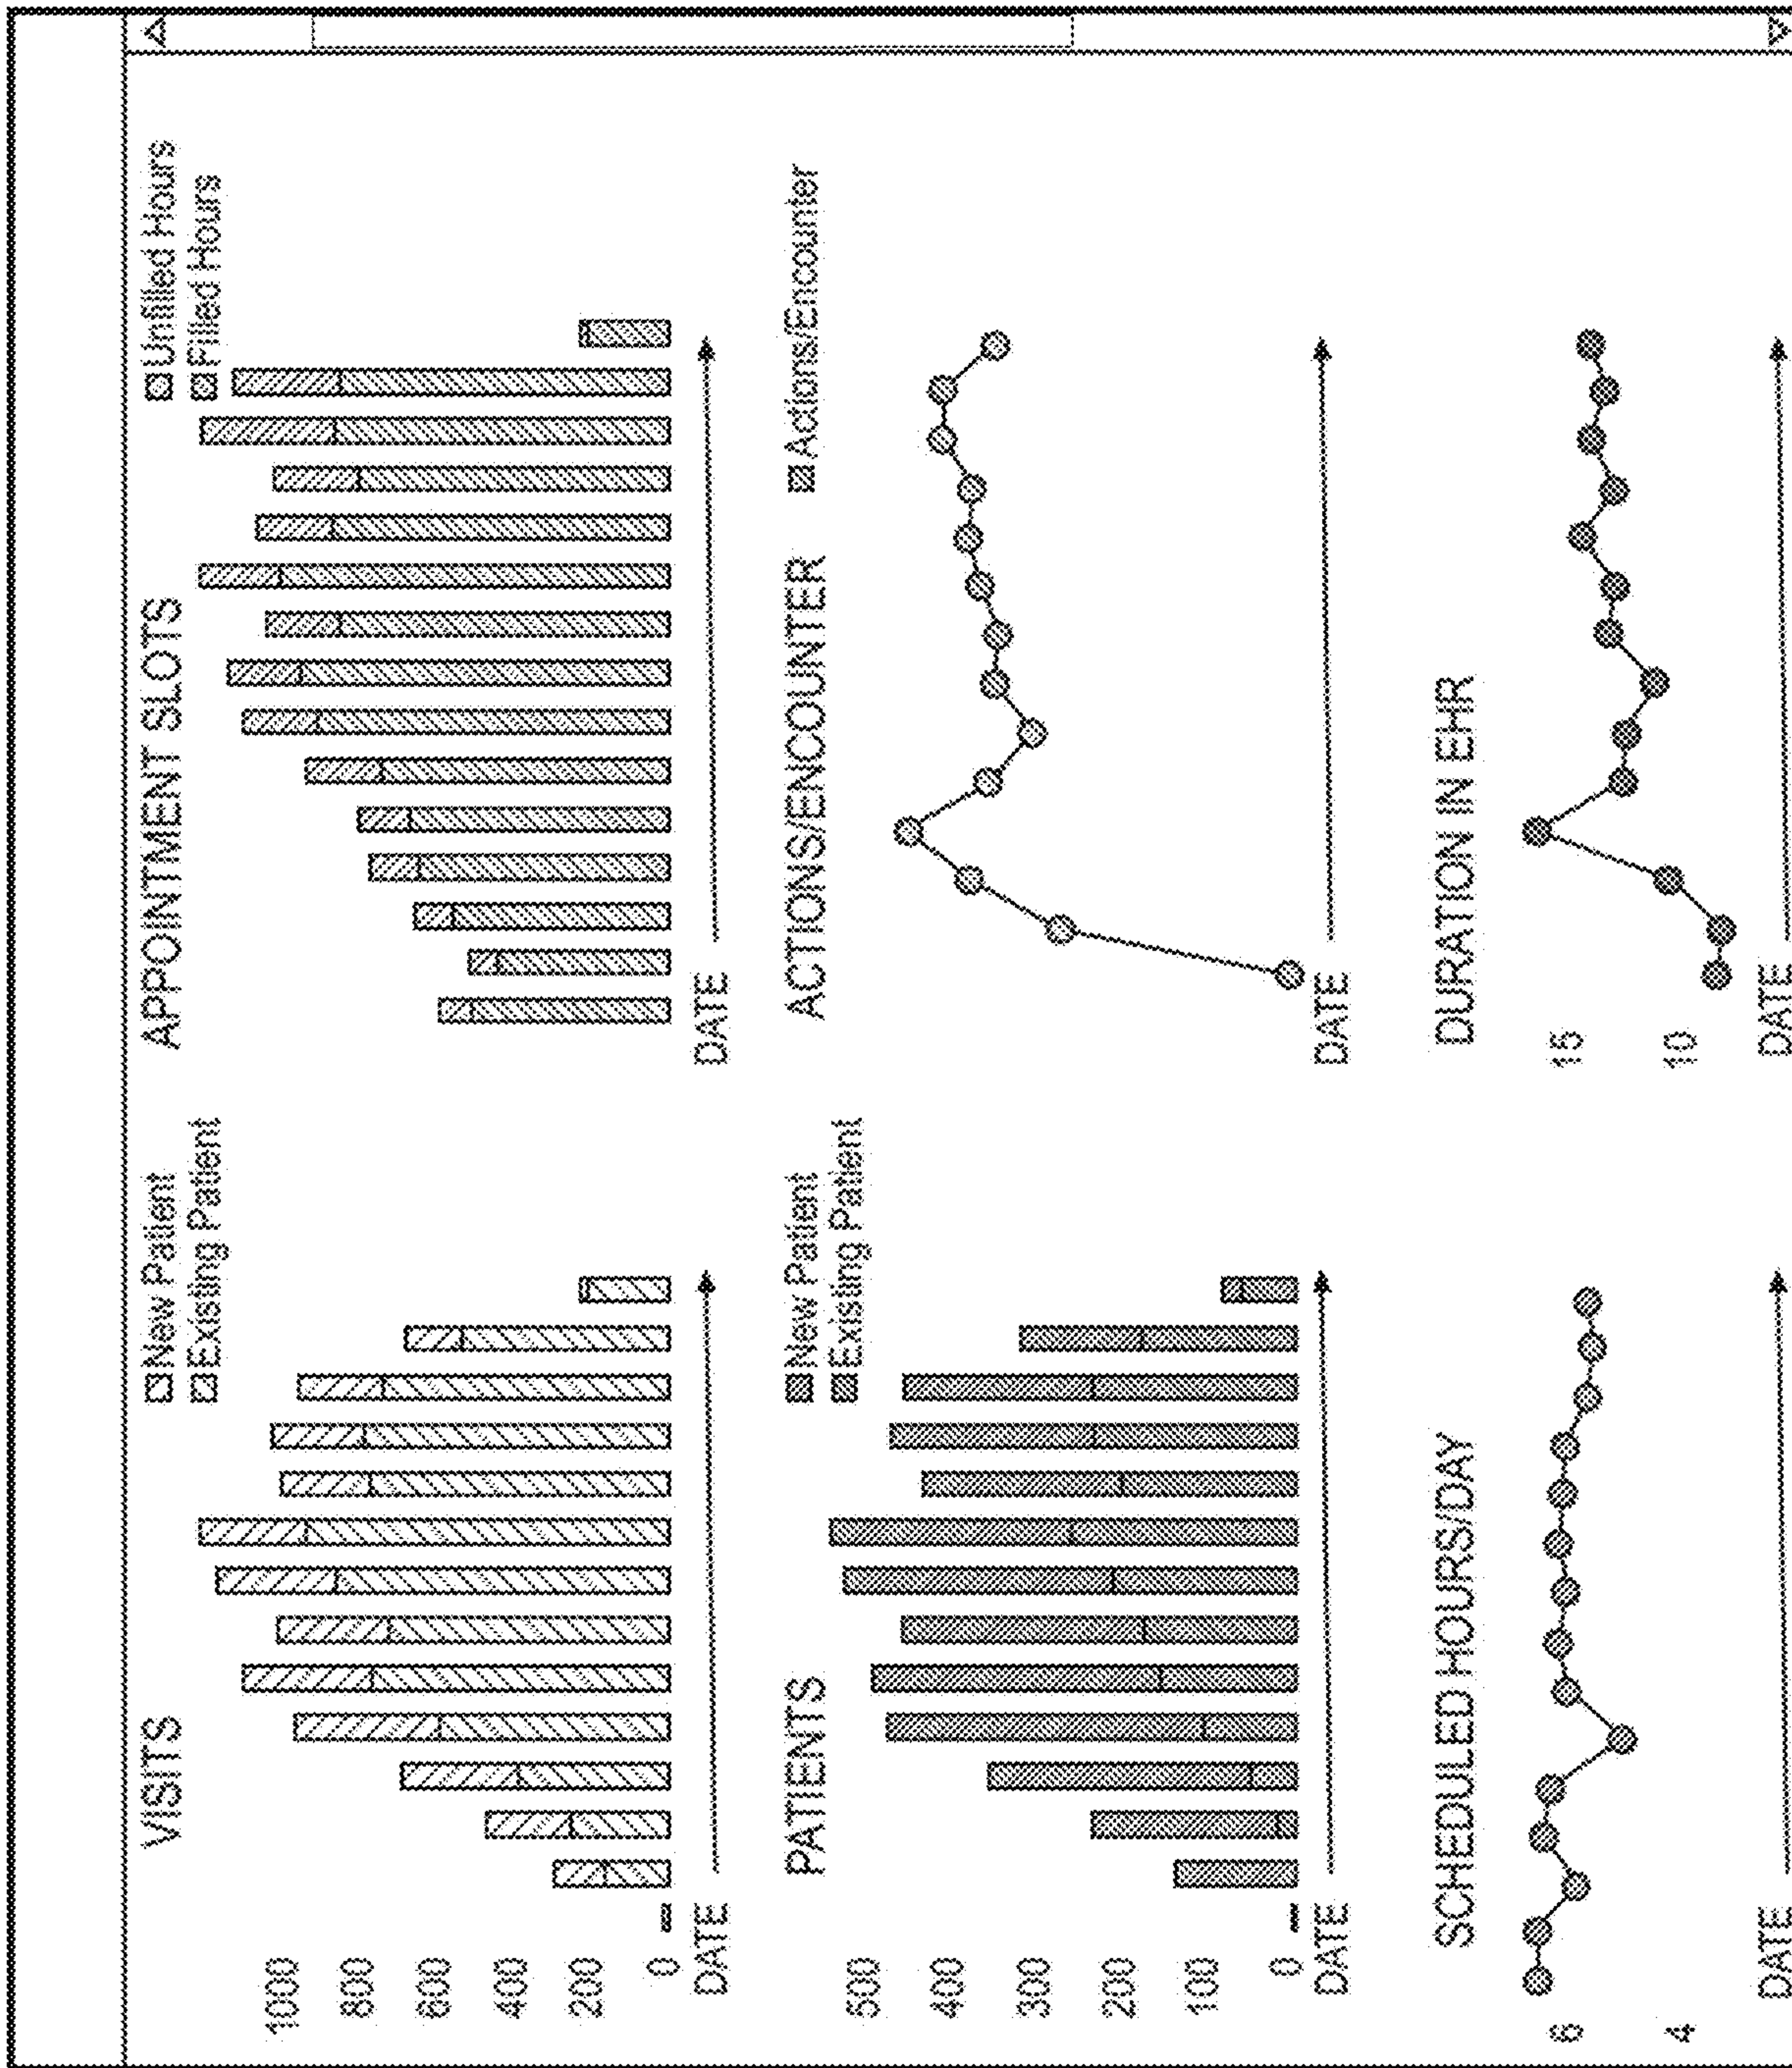 VISITS
New Patient
Existing Patient
1000
800
600
400
200
0
DATE
APPOINTMENT SLOTS
Unfilled Hours
Filled Hours
DATE
PATIENTS
New Patient
Existing Patient
500
400
300
200
100
0
DATE
ACTIONS/ENCOUNTER
Actions/Encounter
DATE
SCHEDULED HOURS/DAY
6
4
DATE
DURATION IN EHR
15
10
DATE